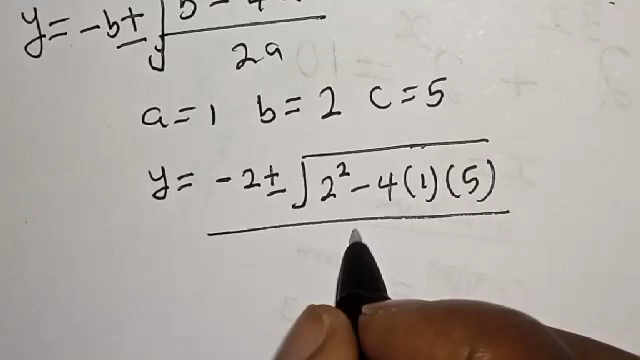 y = -b ±
2a
a = 1 b = 2 c = 5
y = -2 ± √2² - 4(1)(5)